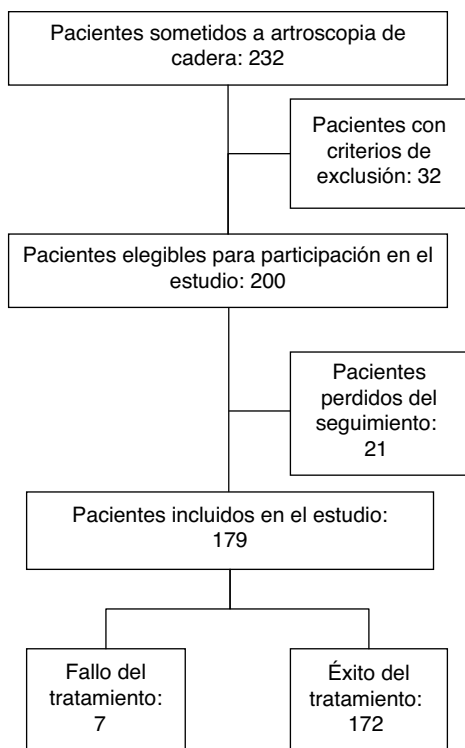 Pacientes sometidos a artroscopia de
cadera: 232
Pacientes con
criterios de
exclusión: 32
Pacientes elegibles para participación en el
estudio: 200
Pacientes
perdidos del
seguimiento:
21
Pacientes incluidos en el estudio:
179
Fallo del
tratamiento:
7
Éxito del
tratamiento:
172